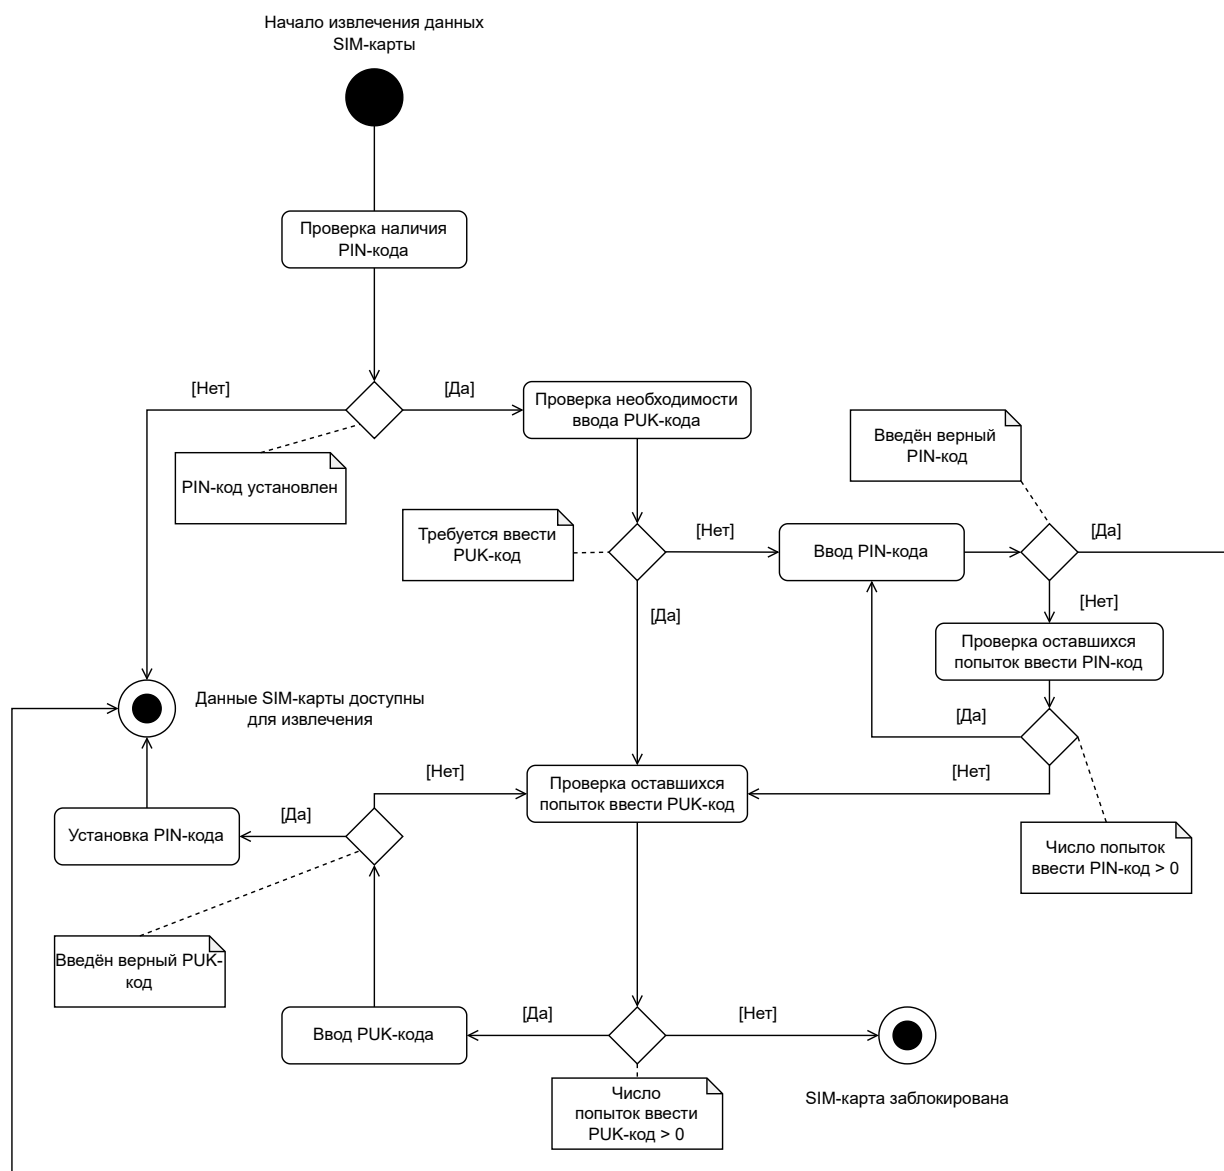 Начало извлечения данных
SIM-карты
Проверка наличия
PIN-кода
[Нет]
[Да]
Проверка необходимости
ввода PUK-кода
Введён верный
PIN-код
PIN-код установлен
Требуется ввести
PUK-код
[Нет]
Ввод PIN-кода
[Да]
[Да]
[Нет]
Проверка оставшихся
попыток ввести PIN-код
Данные SIM-карты доступны
для извлечения
[Да]
[Нет]
Проверка оставшихся
попыток ввести PUK-код
[Нет]
[Да]
Установка PIN-кода
Число попыток
ввести PIN-код > 0
Введён верный PUK-
код
[Да]
[Нет]
Ввод PUK-кода
Число
попыток ввести
PUK-код > 0
SIM-карта заблокирована